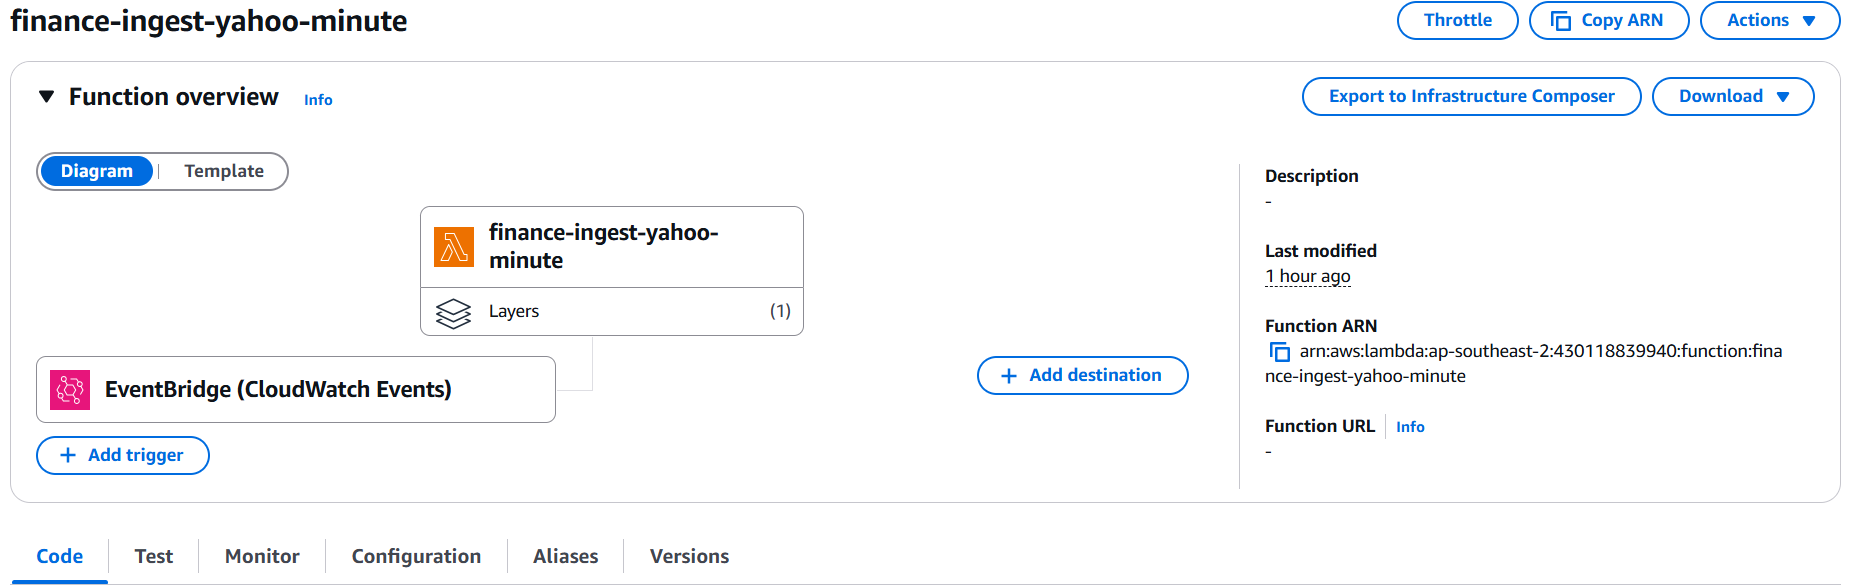 finance-ingest-yahoo-minute
Throttle
Copy ARN
Actions
Function overview
Info
Export to Infrastructure Composer
Download
Diagram
Template
finance-ingest-yahoo-
minute
Layers
(1)
EventBridge (CloudWatch Events)
Add trigger
Add destination
Description
-
Last modified
1 hour ago
Function ARN
arn:aws:lambda:ap-southeast-2:430118839940:function:fina
nce-ingest-yahoo-minute
Function URL
Info
-
Code
Test
Monitor
Configuration
Aliases
Versions